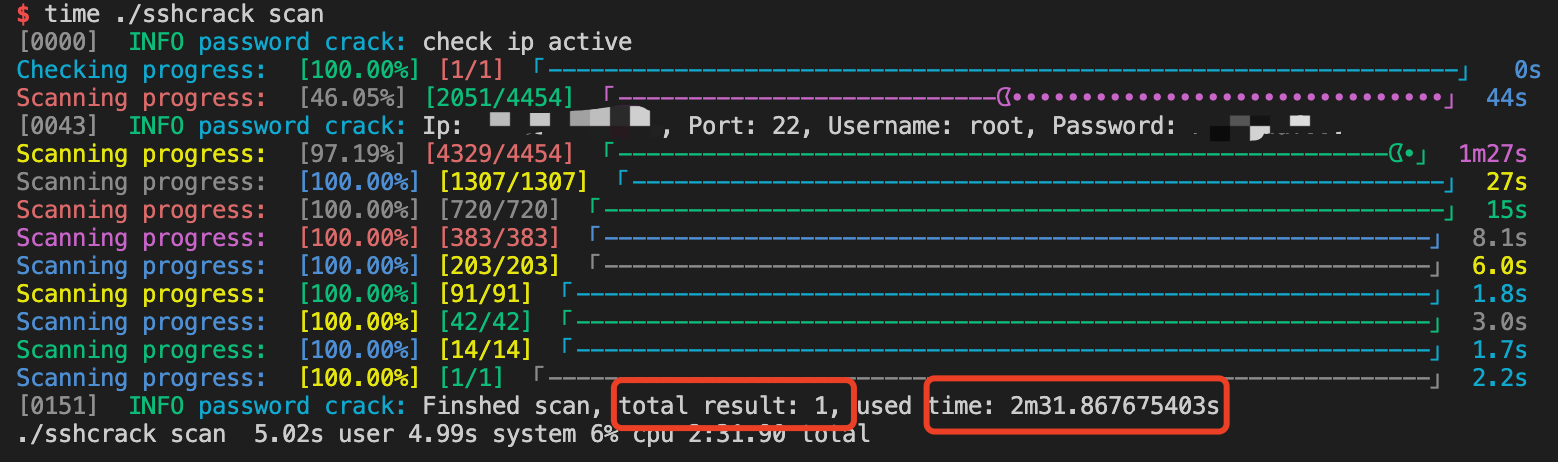 $ time ./sshcrack scan
[0000] INFO password crack: check ip active
Checking progress: [100.00%] [1/1] 0s
Scanning progress: [46.05%] [2051/4454] 44s
[0043] INFO password crack: Ip: , Port: 22, Username: root, Password:
Scanning progress: [97.19%] [4329/4454] 1m27s
Scanning progress: [100.00%] [1307/1307] 27s
Scanning progress: [100.00%] [720/720] 15s
Scanning progress: [100.00%] [383/383] 8.1s
Scanning progress: [100.00%] [203/203] 6.0s
Scanning progress: [100.00%] [91/91] 1.8s
Scanning progress: [100.00%] [42/42] 3.0s
Scanning progress: [100.00%] [14/14] 1.7s
Scanning progress: [100.00%] [1/1] 2.2s
[0151] INFO password crack: Finshed scan, total result: 1, used time: 2m31.867675403s
./sshcrack scan 5.02s user 4.99s system 6% cpu 2:31.90 total